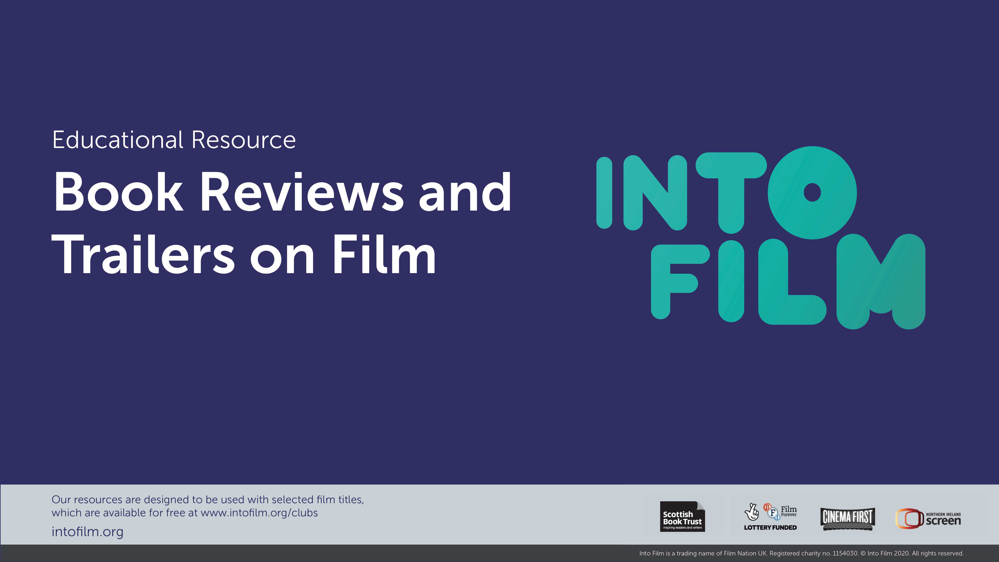 Educational Resource
Book Reviews and
Trailers on Film
INTO
FILM
Our resources are designed to be used with selected film titles,
which are available for free at www.intofilm.org/clubs
intofilm.org
Scottish
Book Trust
inspiring readers and writers
BFI
Film
Forever
LOTTERY FUNDED
CINEMA FIRST
NORTHERN IRELAND
screen
Into Film is a trading name of Film Nation UK. Registered charity no. 1154030. © Into Film 2020. All rights reserved.